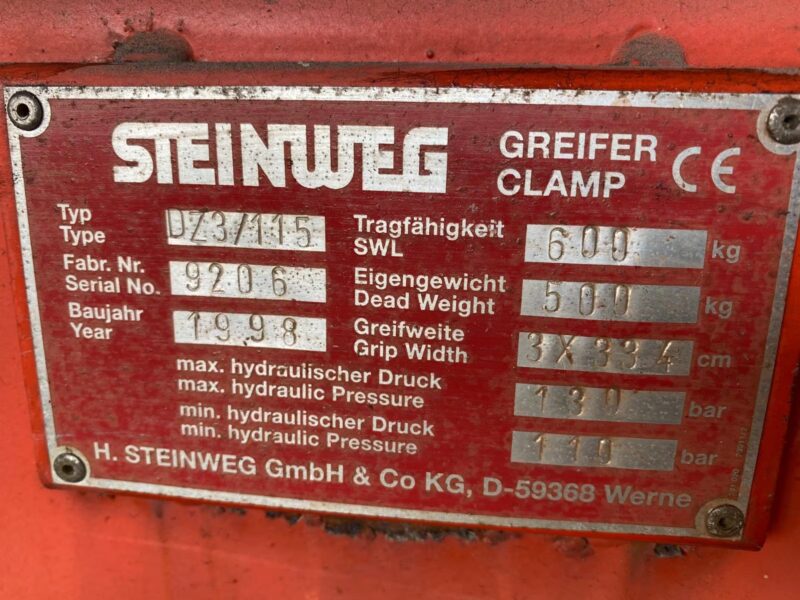 STEINWEG GREIFER CLAMP CE
Typ
Type DZ3/115
Tragfähigkeit
SWL 600 kg
Fabr. Nr.
Serial No. 9206
Eigengewicht
Dead Weight 500 kg
Baujahr
Year 1998
Greifweite
Grip Width 3X334 cm
max. hydraulischer Druck
max. hydraulic Pressure 130 bar
min. hydraulischer Druck
min. hydraulic Pressure 110 bar
H. STEINWEG GmbH & Co KG, D-59368 Werne